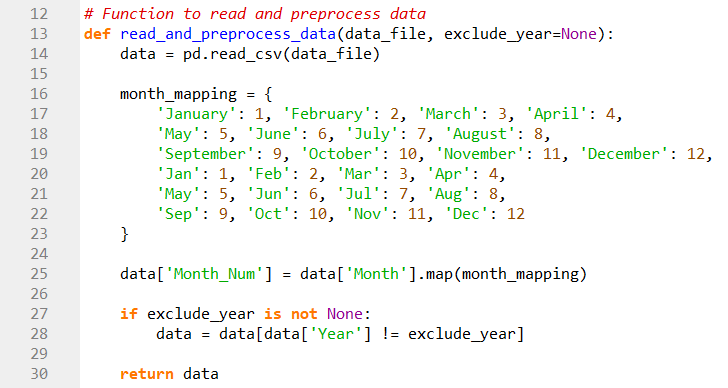 12 # Function to read and preprocess data
13 def read_and_preprocess_data(data_file, exclude_year=None):
14     data = pd.read_csv(data_file)
15
16     month_mapping = {
17         'January': 1, 'February': 2, 'March': 3, 'April': 4,
18         'May': 5, 'June': 6, 'July': 7, 'August': 8,
19         'September': 9, 'October': 10, 'November': 11, 'December': 12,
20         'Jan': 1, 'Feb': 2, 'Mar': 3, 'Apr': 4,
21         'May': 5, 'Jun': 6, 'Jul': 7, 'Aug': 8,
22         'Sep': 9, 'Oct': 10, 'Nov': 11, 'Dec': 12
23     }
24
25     data['Month_Num'] = data['Month'].map(month_mapping)
26
27     if exclude_year is not None:
28         data = data[data['Year'] != exclude_year]
29
30     return data